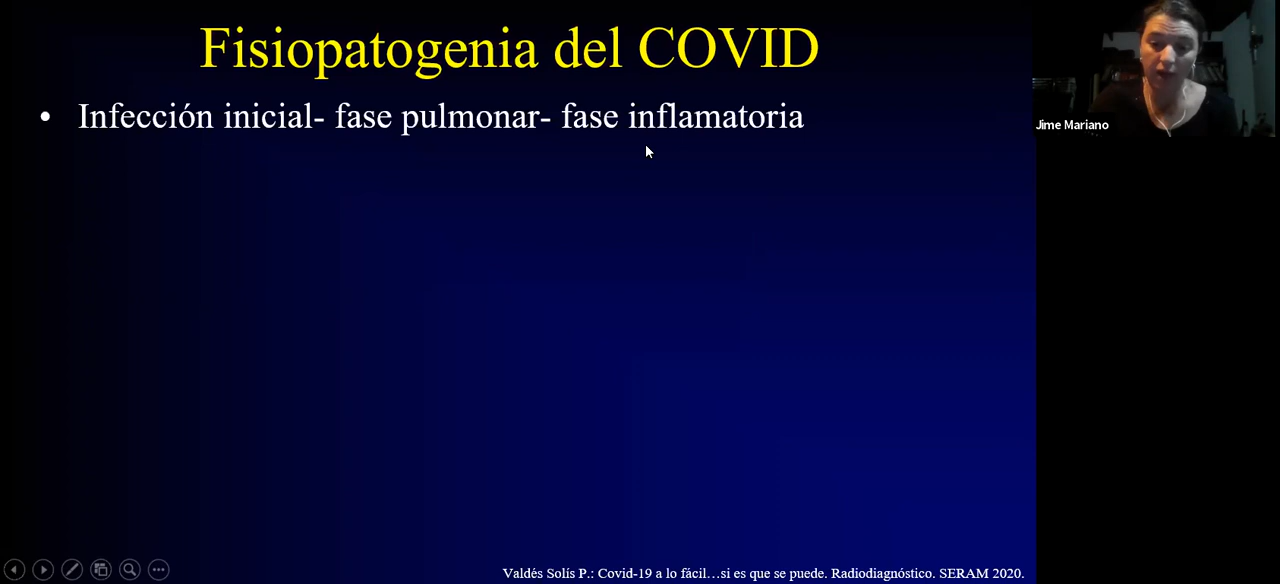 Fisiopatogenia del COVID
• Infección inicial- fase pulmonar- fase inflamatoria
Jime Mariano
Valdés Solís P.: Covid-19 a lo fácil…si es que se puede. Radiodiagnóstico. SERAM 2020.